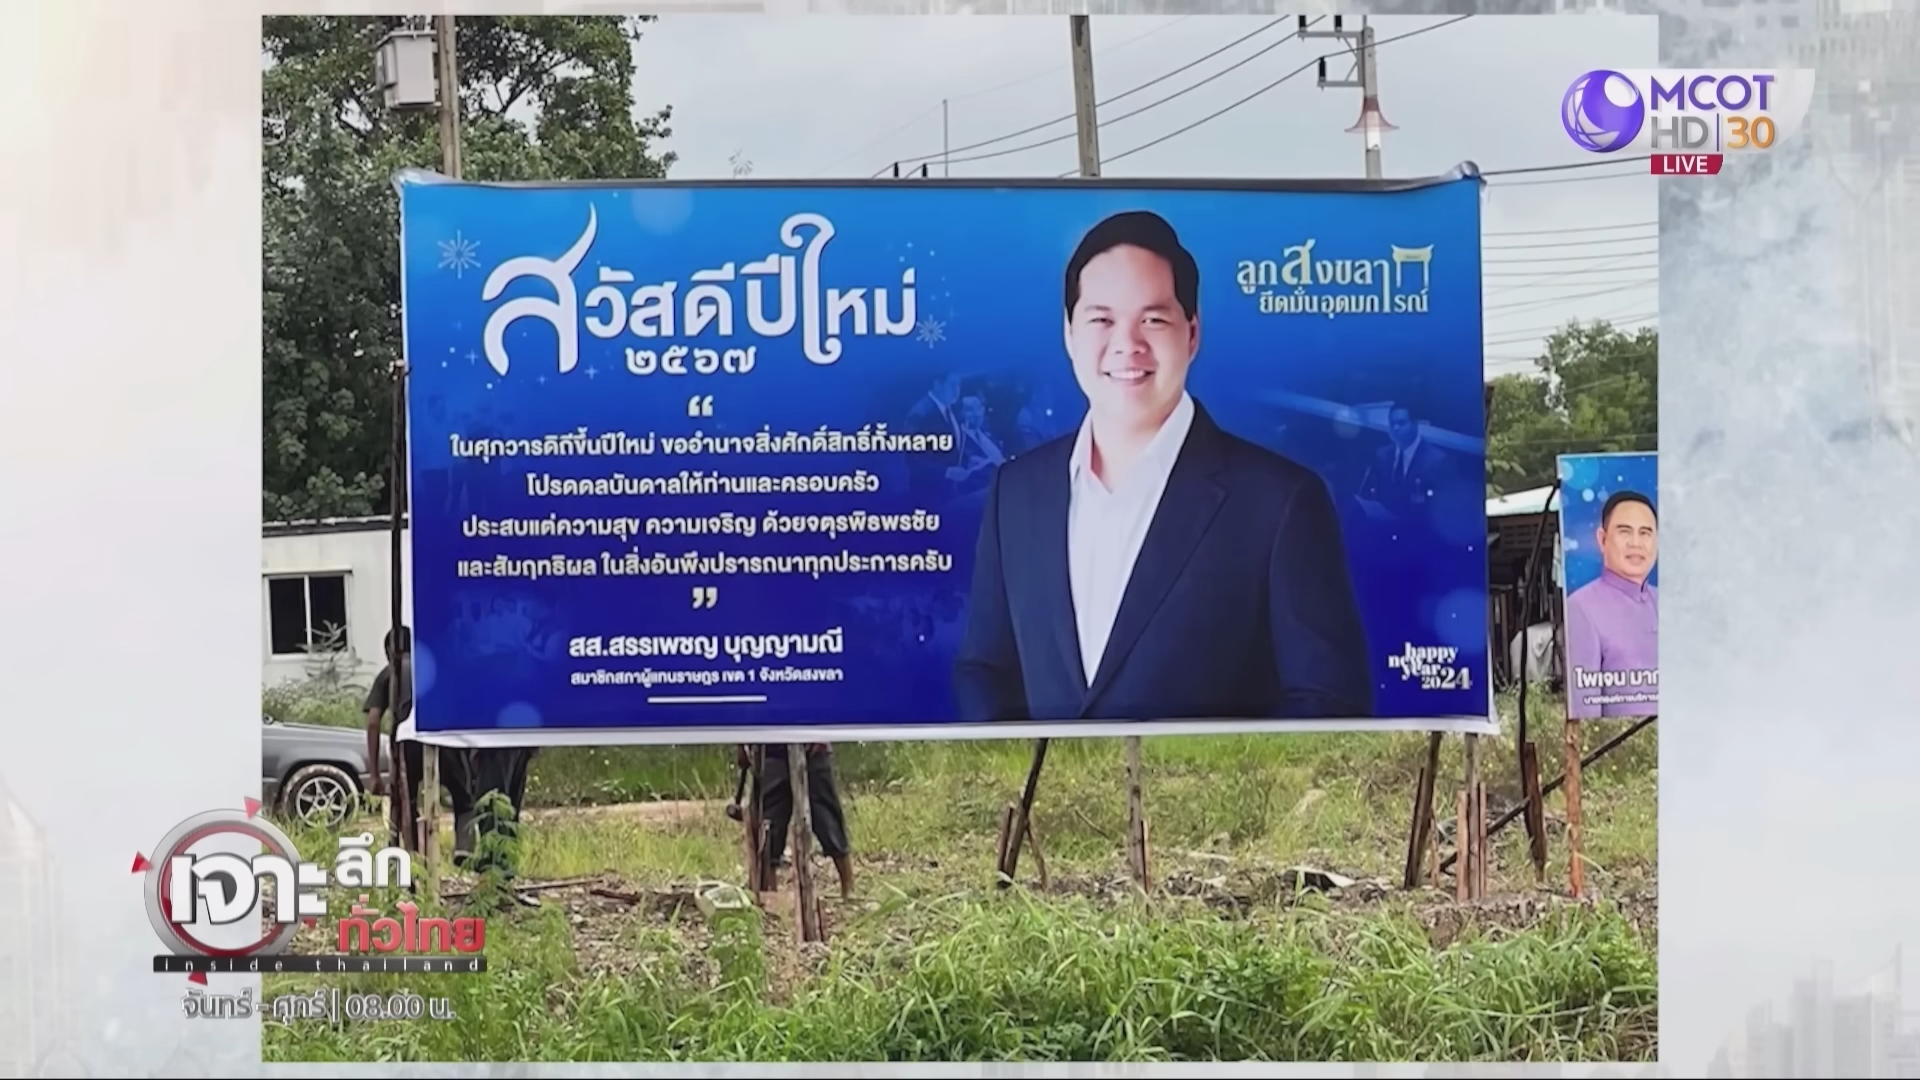 MCOT
HD 30
LIVE
สวัสดีปีใหม่
๒๕๖๗
ลูกสงขลา
ยึดมั่นอุดมการณ์
“
ในศุภวารดิถีขึ้นปีใหม่ ขออำนาจสิ่งศักดิ์สิทธิ์ทั้งหลาย
โปรดดลบันดาลให้ท่านและครอบครัว
ประสบแต่ความสุข ความเจริญ ด้วยจตุรพิธพรชัย
และสัมฤทธิผล ในสิ่งอันพึงปรารถนาทุกประการครับ
”
สส.สรรเพชญ บุญญามณี
สมาชิกสภาผู้แทนราษฎร เขต 1 จังหวัดสงขลา
happy
new year
2024
ไพเจน
เจาะลึก
ทั่วไทย
inside thailand
จันทร์ - ศุกร์ | 08.00 น.